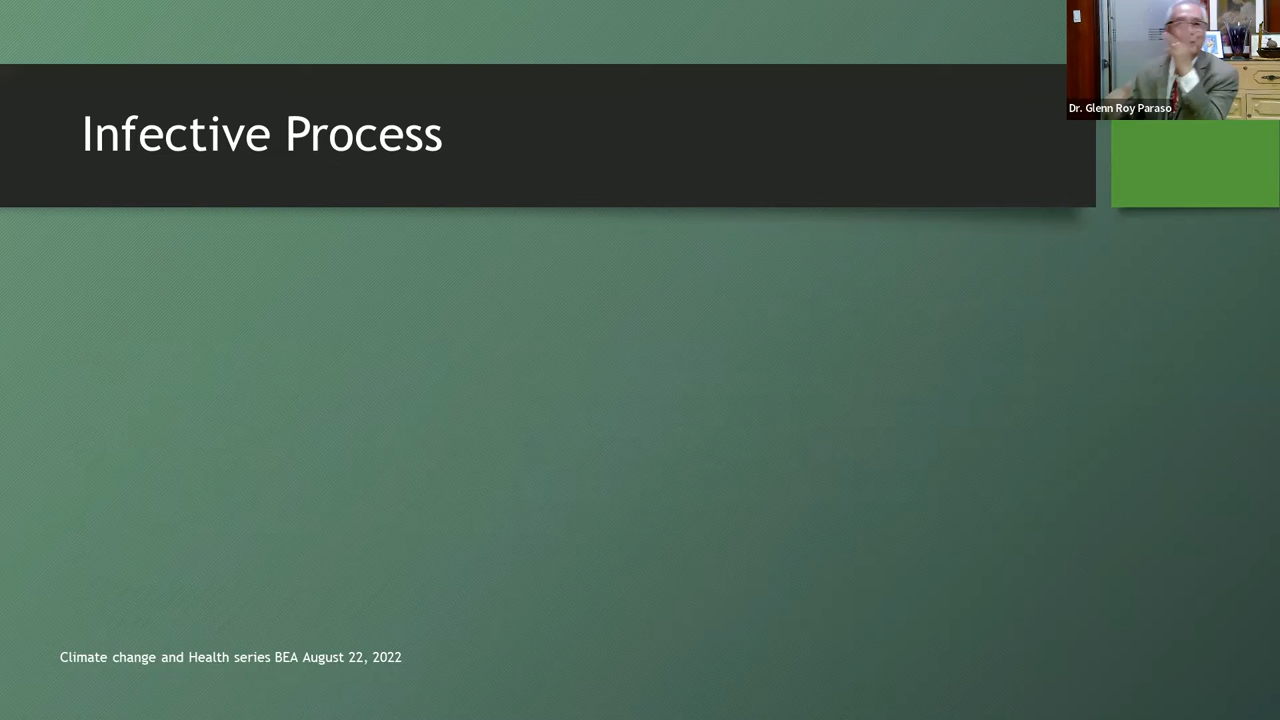 Infective Process
Dr. Glenn Roy Paraso
Climate change and Health series BEA August 22, 2022